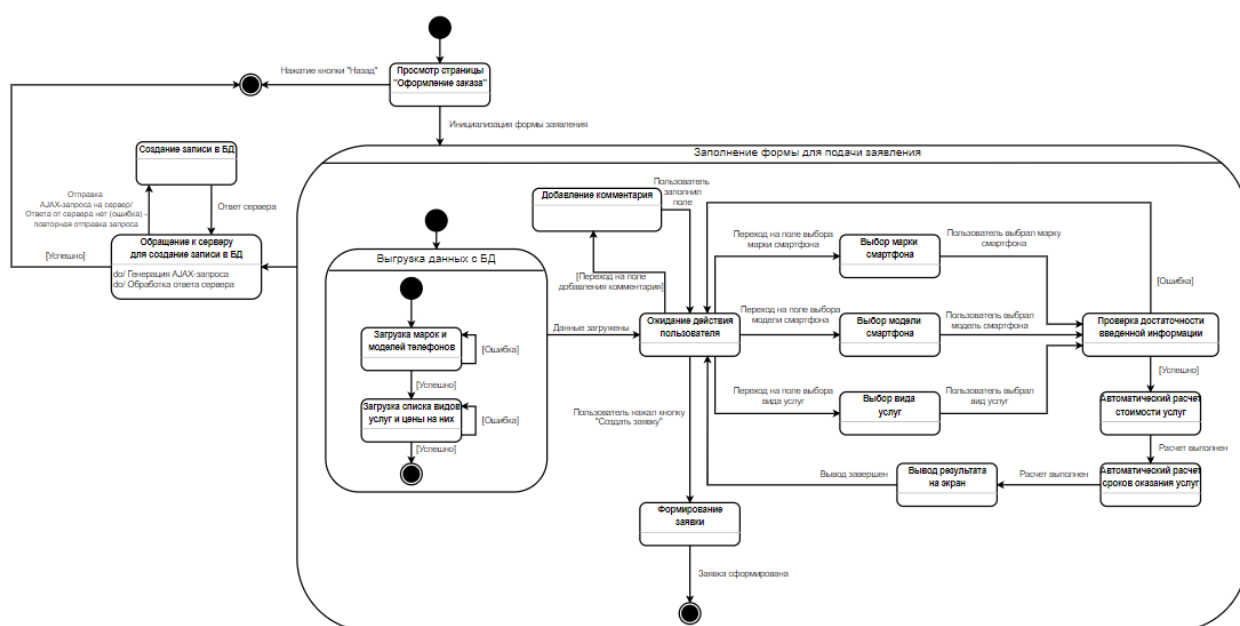 Нажатие кнопки "Назад"
Просмотр страницы
"Оформление заказа"
Инициализация формы заявления
Создание записи в БД
Отправка
AJAX-запроса на сервер/
Ответа от сервера нет (ошибка) –
повторная отправка запроса
Ответ сервера
[Успешно]
Обращение к серверу
для создание записи в БД
do/ Генерация AJAX-запроса
do/ Обработка ответа сервера
Заполнение формы для подачи заявления
Выгрузка данных с БД
Загрузка марок и
моделей телефонов
[Ошибка]
[Успешно]
Загрузка списка видов
услуг и цены на них
[Ошибка]
[Успешно]
Данные загружены
Добавление комментария
Пользователь
заполнил
поле
[Переход на поле
добавления комментария]
Ожидание действия
пользователя
Переход на поле выбора
марки смартфона
Выбор марки
смартфона
Пользователь выбрал марку
смартфона
Переход на поле выбора
модели смартфона
Выбор модели
смартфона
Пользователь выбрал
модель смартфона
Переход на поле выбора
вида услуг
Выбор вида
услуг
Пользователь выбрал
вид услуг
[Ошибка]
Проверка достаточности
введенной информации
[Успешно]
Автоматический расчет
стоимости услуг
Расчет выполнен
Автоматический расчет
сроков оказания услуг
Расчет выполнен
Вывод результата
на экран
Вывод завершен
Пользователь нажал кнопку
"Создать заявку"
Формирование
заявки
Заявка сформирована